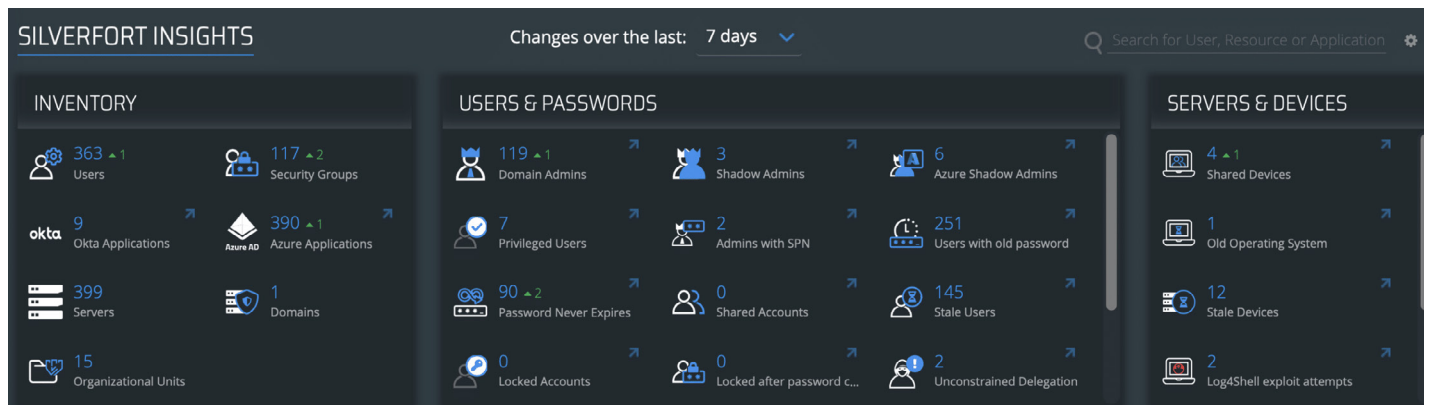 SILVERFORT INSIGHTS
Changes over the last: 7 days
Search for User, Resource or Application
INVENTORY
363 1
Users
117 2
Security Groups
okta
9
Okta Applications
Azure AD
390 1
Azure Applications
399
Servers
1
Domains
15
Organizational Units
USERS & PASSWORDS
119 1
Domain Admins
3
Shadow Admins
A
6
Azure Shadow Admins
7
Privileged Users
2
Admins with SPN
251
Users with old password
90 2
Password Never Expires
0
Shared Accounts
145
Stale Users
0
Locked Accounts
0
Locked after password c...
2
Unconstrained Delegation
SERVERS & DEVICES
4 1
Shared Devices
1
Old Operating System
12
Stale Devices
2
Log4Shell exploit attempts